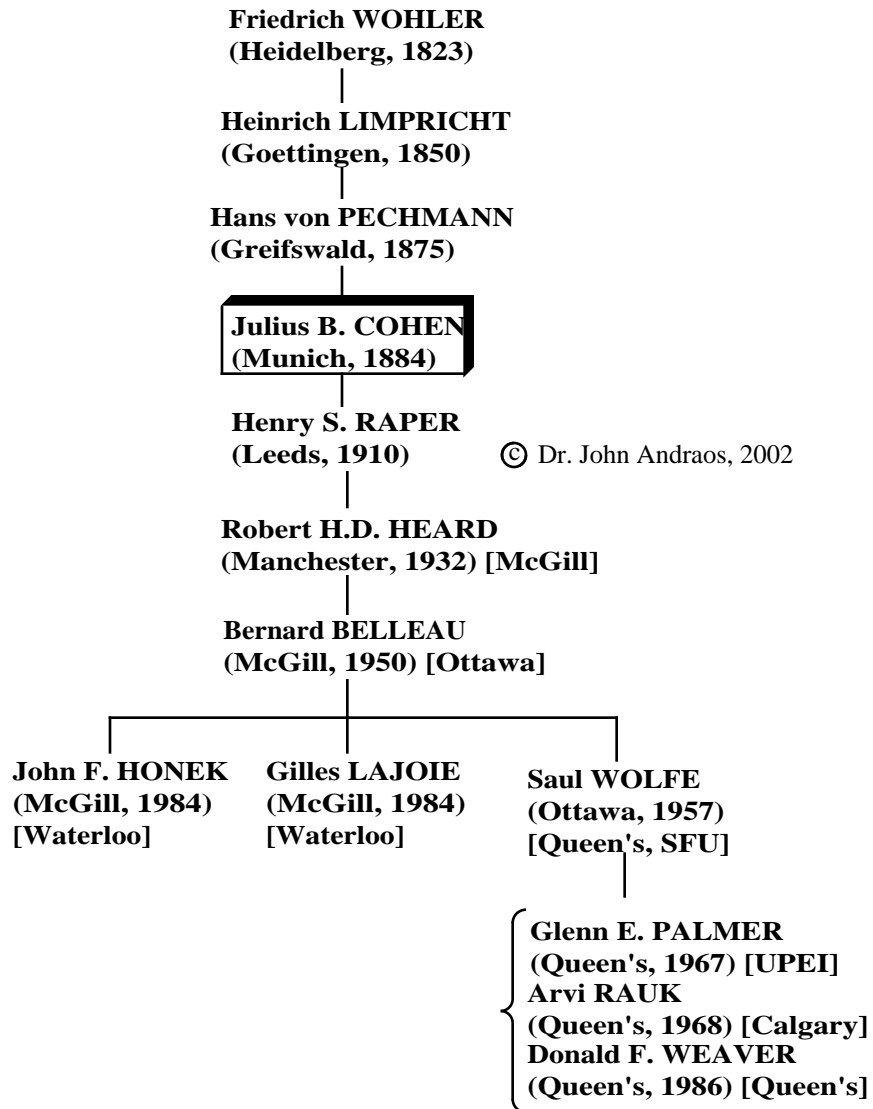 Friedrich WOHLER
(Heidelberg, 1823)
Heinrich LIMPRICHT
(Goettingen, 1850)
Hans von PECHMANN
(Greifswald, 1875)
Julius B. COHEN
(Munich, 1884)
Henry S. RAPER
(Leeds, 1910)
© Dr. John Andraos, 2002
Robert H.D. HEARD
(Manchester, 1932) [McGill]
Bernard BELLEAU
(McGill, 1950) [Ottawa]
John F. HONEK
(McGill, 1984)
[Waterloo]
Gilles LAJOIE
(McGill, 1984)
[Waterloo]
Saul WOLFE
(Ottawa, 1957)
[Queen's, SFU]
Glenn E. PALMER
(Queen's, 1967) [UPEI]
Arvi RAUK
(Queen's, 1968) [Calgary]
Donald F. WEAVER
(Queen's, 1986) [Queen's]